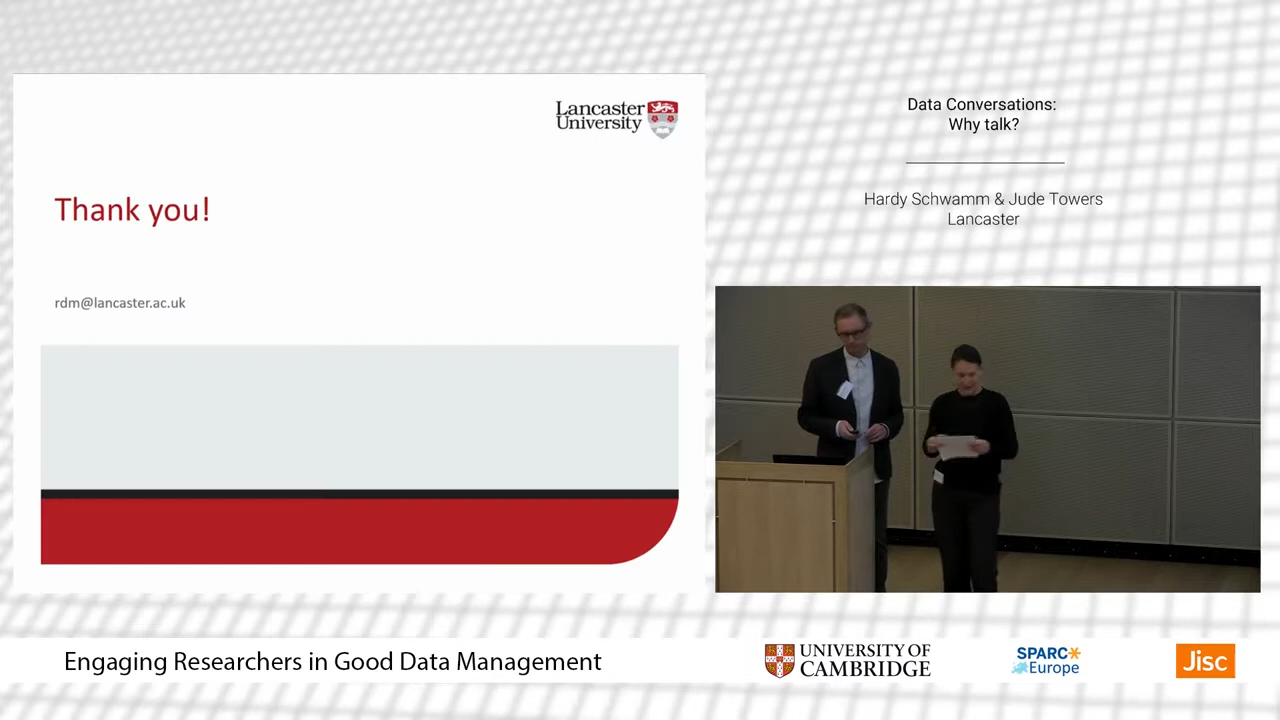 Lancaster
University
Thank you!
rdm@lancaster.ac.uk
Data Conversations:
Why talk?
Hardy Schwamm & Jude Towers
Lancaster
Engaging Researchers in Good Data Management
UNIVERSITY OF
CAMBRIDGE
SPARC
Europe
Jisc